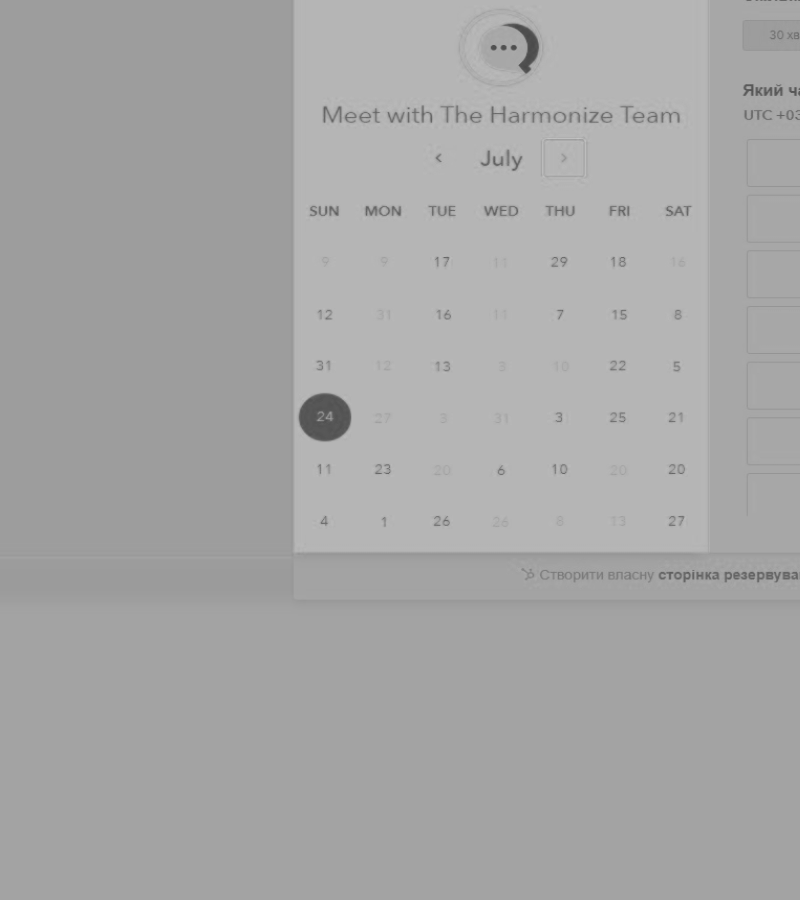 30 хв
Meet with The Harmonize Team
Який ча
UTC +03
July
SUN MON TUE WED THU FRI SAT
9 9 17 11 29 18 16
12 31 16 11 7 15 8
31 12 13 3 10 22 5
24 27 3 31 3 25 21
11 23 20 6 10 20 20
4 1 26 26 8 13 27
Створити власну сторінка резервува